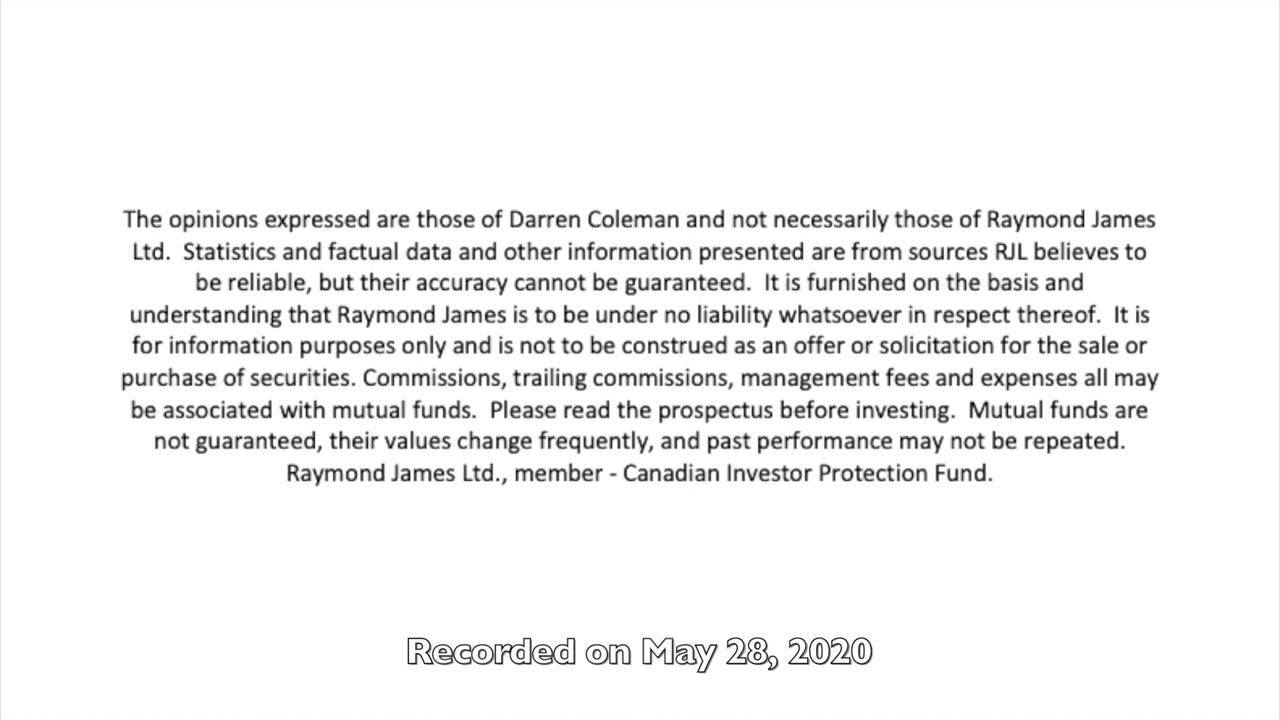 The opinions expressed are those of Darren Coleman and not necessarily those of Raymond James
Ltd.  Statistics and factual data and other information presented are from sources RJL believes to
be reliable, but their accuracy cannot be guaranteed.  It is furnished on the basis and
understanding that Raymond James is to be under no liability whatsoever in respect thereof.  It is
for information purposes only and is not to be construed as an offer or solicitation for the sale or
purchase of securities. Commissions, trailing commissions, management fees and expenses all may
be associated with mutual funds.  Please read the prospectus before investing.  Mutual funds are
not guaranteed, their values change frequently, and past performance may not be repeated.
Raymond James Ltd., member - Canadian Investor Protection Fund.
Recorded on May 28, 2020